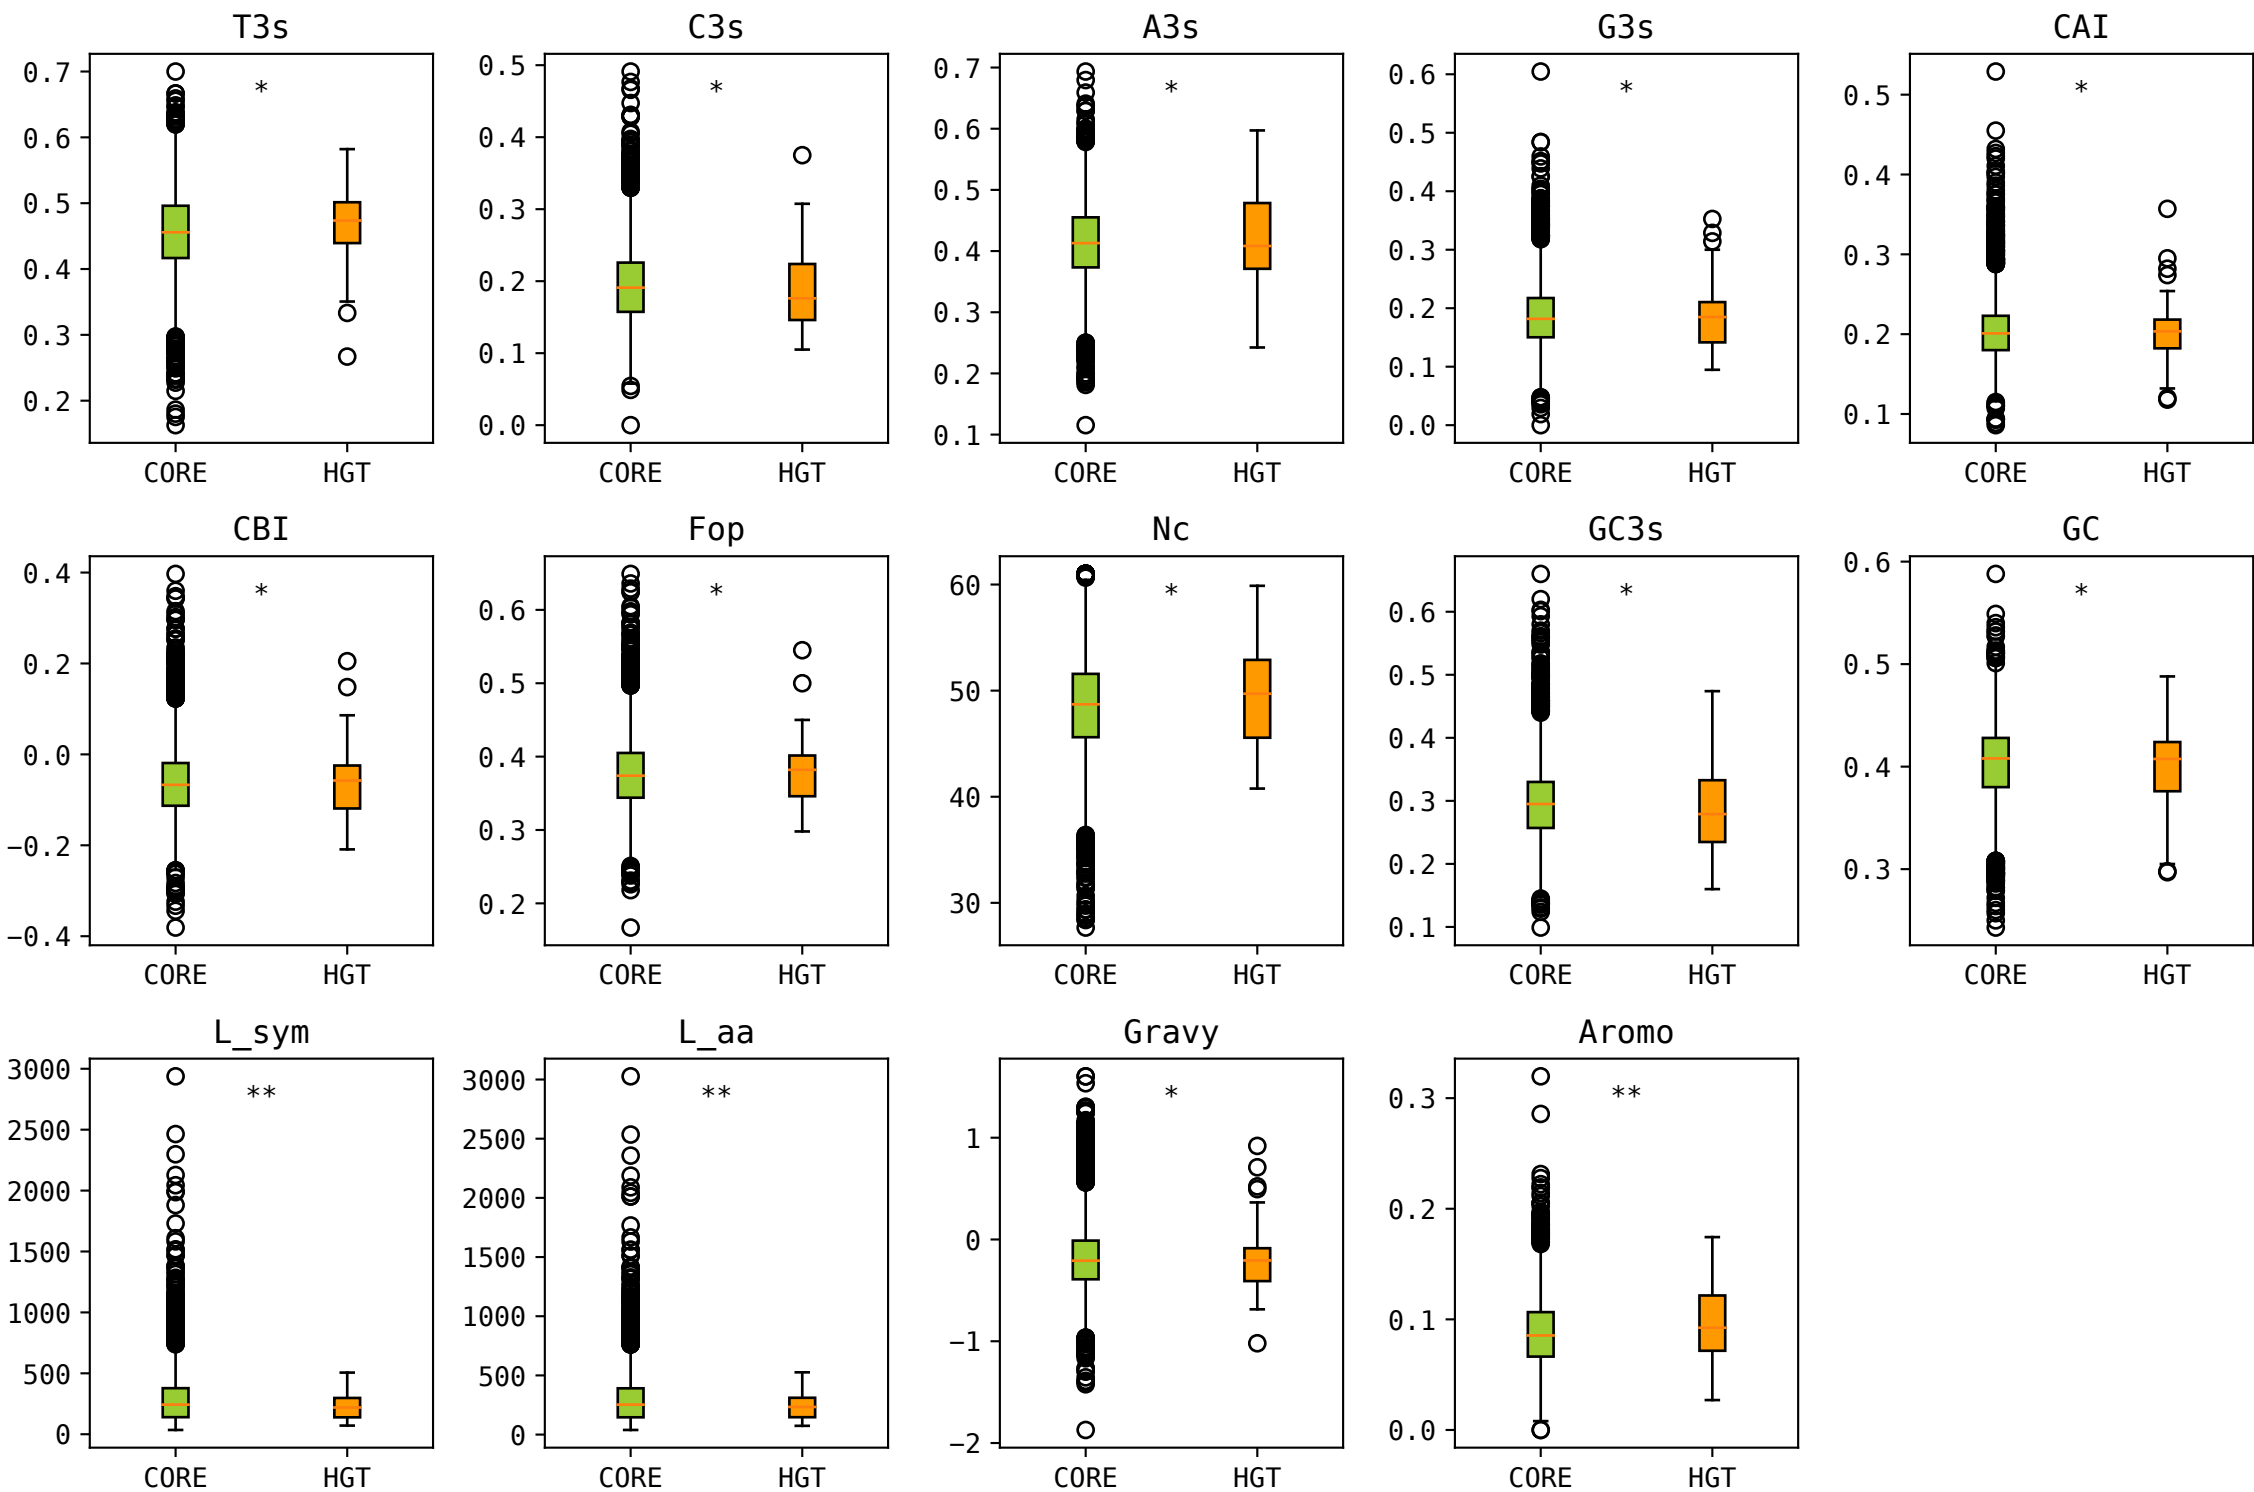 T3s
C3s
A3s
G3s
CAI
0.7
0.6
0.5
0.4
0.3
0.2
*
CORE
HGT
0.5
0.4
0.3
0.2
0.1
0.0
*
CORE
HGT
0.7
0.6
0.5
0.4
0.3
0.2
0.1
*
CORE
HGT
0.6
0.5
0.4
0.3
0.2
0.1
0.0
*
CORE
HGT
0.5
0.4
0.3
0.2
0.1
*
CORE
HGT
CBI
Fop
Nc
GC3s
GC
0.4
0.2
0.0
−0.2
−0.4
*
CORE
HGT
0.6
0.5
0.4
0.3
0.2
*
CORE
HGT
60
50
40
30
*
CORE
HGT
0.6
0.5
0.4
0.3
0.2
0.1
*
CORE
HGT
0.6
0.5
0.4
0.3
*
CORE
HGT
L_sym
L_aa
Gravy
Aromo
3000
2500
2000
1500
1000
500
0
**
CORE
HGT
3000
2500
2000
1500
1000
500
0
**
CORE
HGT
1
0
−1
−2
*
CORE
HGT
0.3
0.2
0.1
0.0
**
CORE
HGT